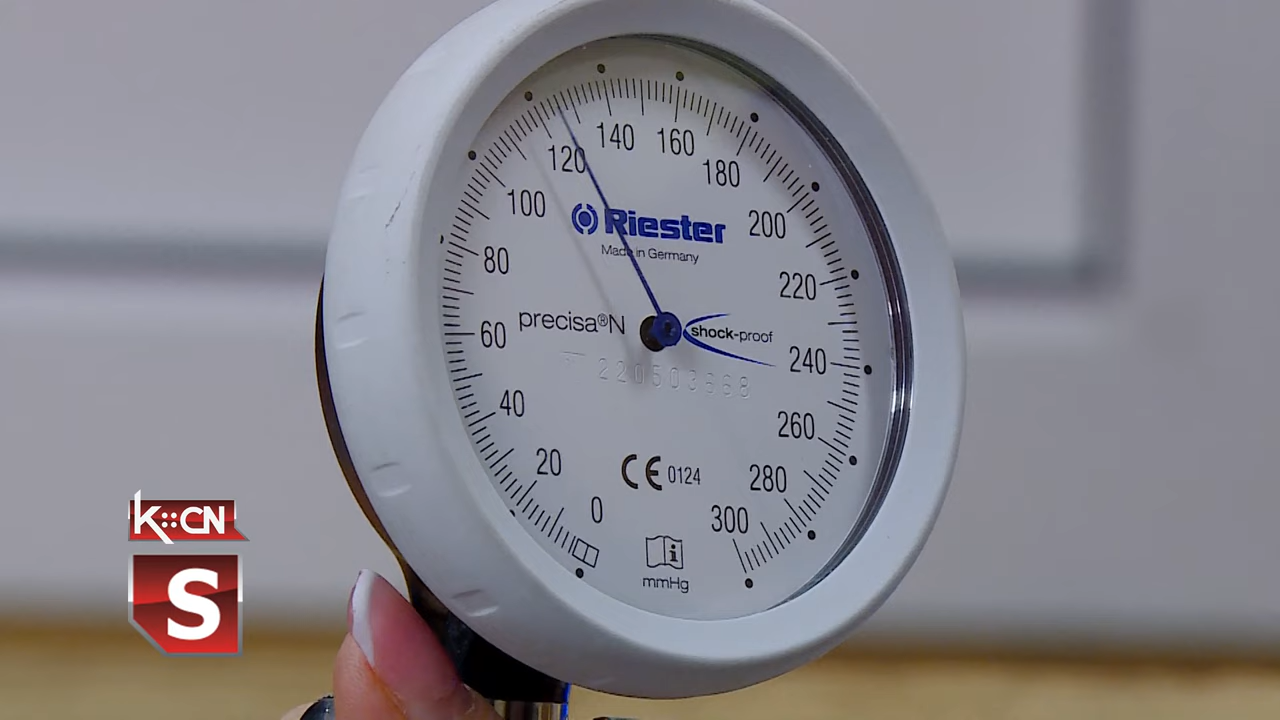 140 160
120 180
100 200
80 220
60 240
40 260
20 280
0 300
Riester
Made in Germany
precisa®N
shock-proof
220503668
CE 0124
i
mmHg
K::CN
S